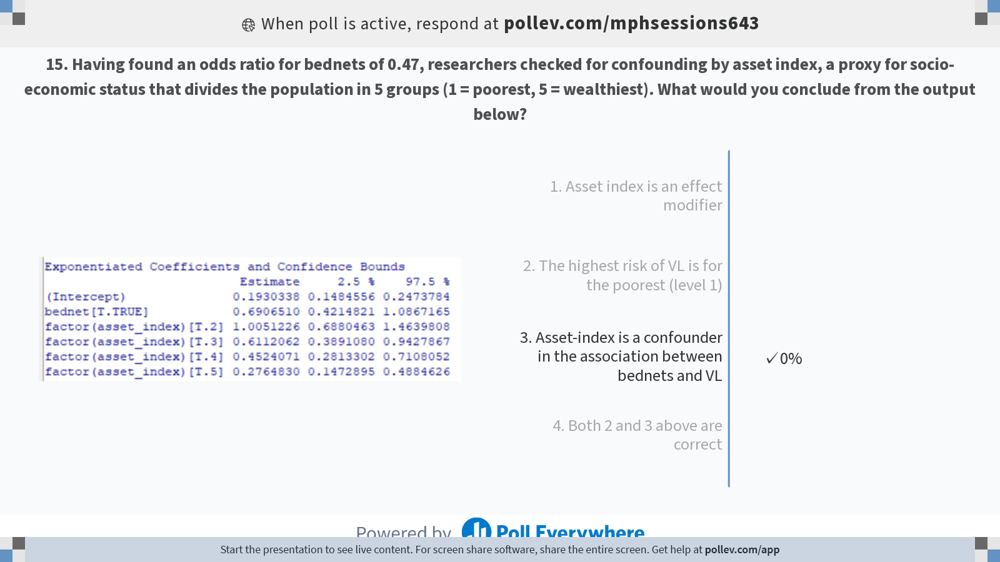 When poll is active, respond at pollev.com/mphsessions643
15. Having found an odds ratio for bednets of 0.47, researchers checked for confounding by asset index, a proxy for socio-
economic status that divides the population in 5 groups (1 = poorest, 5 = wealthiest). What would you conclude from the output
below?
Exponentiated Coefficients and Confidence Bounds
Estimate 2.5 % 97.5 %
(Intercept) 0.1930338 0.1484556 0.2473784
bednet[T.TRUE] 0.6906510 0.4214821 1.0867165
factor(asset_index)[T.2] 1.0051226 0.6880463 1.4639808
factor(asset_index)[T.3] 0.6112062 0.3891080 0.9427867
factor(asset_index)[T.4] 0.4524071 0.2813302 0.7108052
factor(asset_index)[T.5] 0.2764830 0.1472895 0.4884626
1. Asset index is an effect
modifier
2. The highest risk of VL is for
the poorest (level 1)
3. Asset-index is a confounder
in the association between
bednets and VL
✓0%
4. Both 2 and 3 above are
correct
Powered by Poll Everywhere
Start the presentation to see live content. For screen share software, share the entire screen. Get help at pollev.com/app